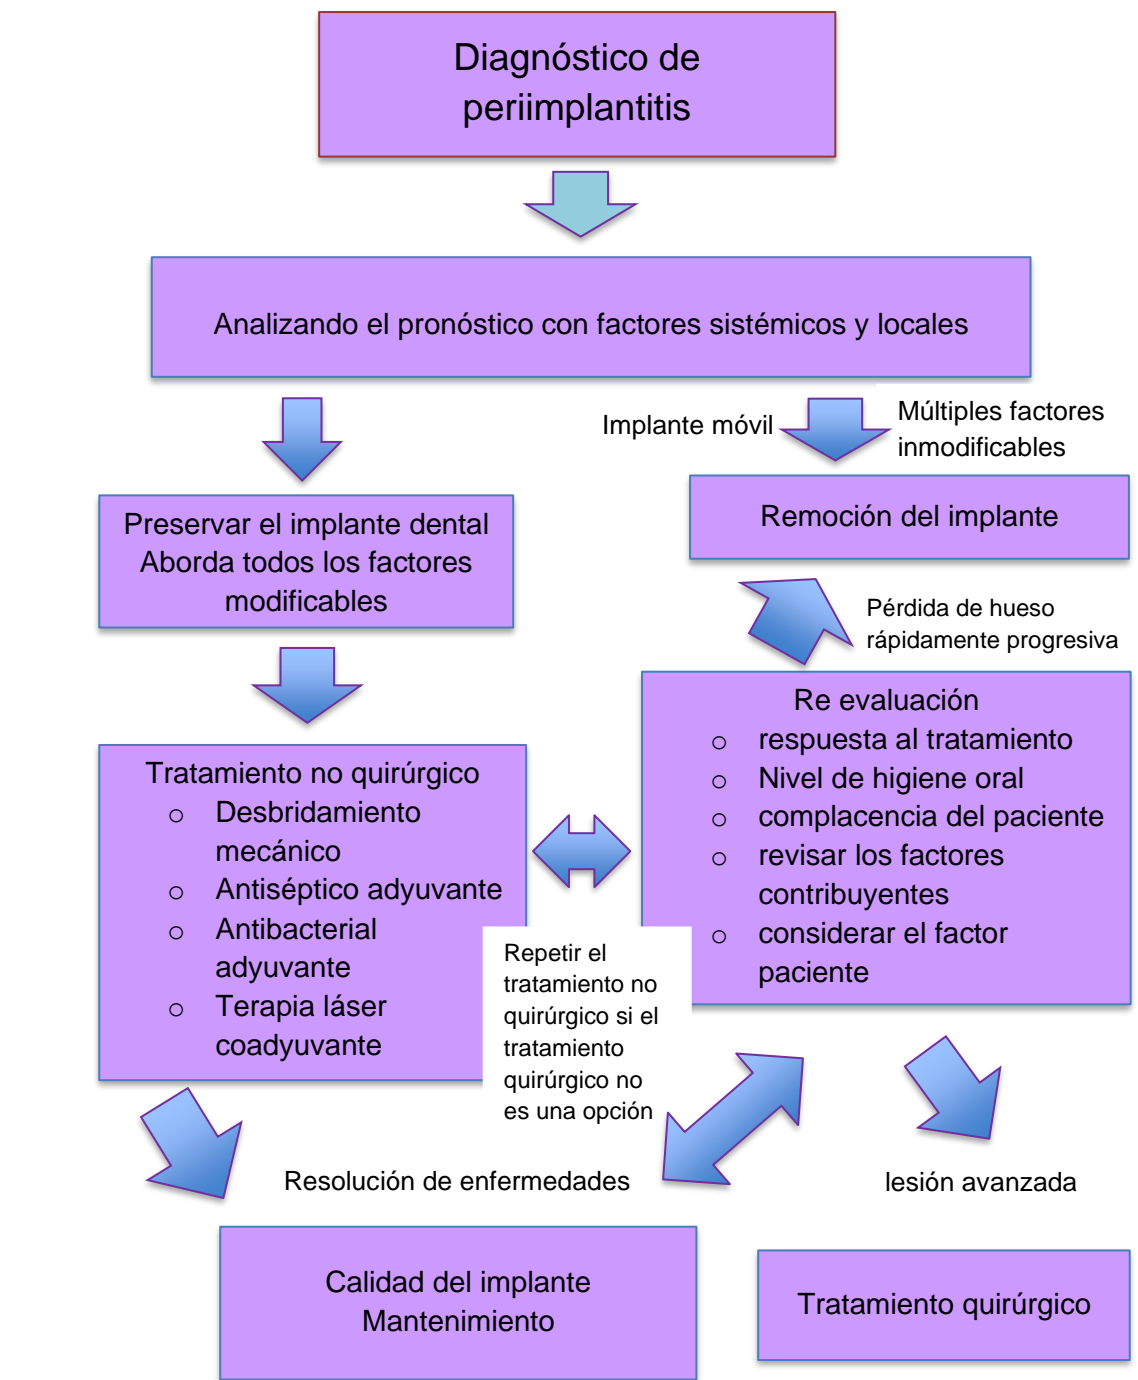 Diagnóstico de
periimplantitis
Analizando el pronóstico con factores sistémicos y locales
Implante móvil
Múltiples factores
inmodificables
Preservar el implante dental
Aborda todos los factores
modificables
Remoción del implante
Pérdida de hueso
rápidamente progresiva
Tratamiento no quirúrgico
o Desbridamiento
mecánico
o Antiséptico adyuvante
o Antibacterial
adyuvante
o Terapia láser
coadyuvante
Re evaluación
o respuesta al tratamiento
o Nivel de higiene oral
o complacencia del paciente
o revisar los factores
contribuyentes
o considerar el factor
paciente
Repetir el
tratamiento no
quirúrgico si el
tratamiento
quirúrgico no
es una opción
Resolución de enfermedades
lesión avanzada
Calidad del implante
Mantenimiento
Tratamiento quirúrgico